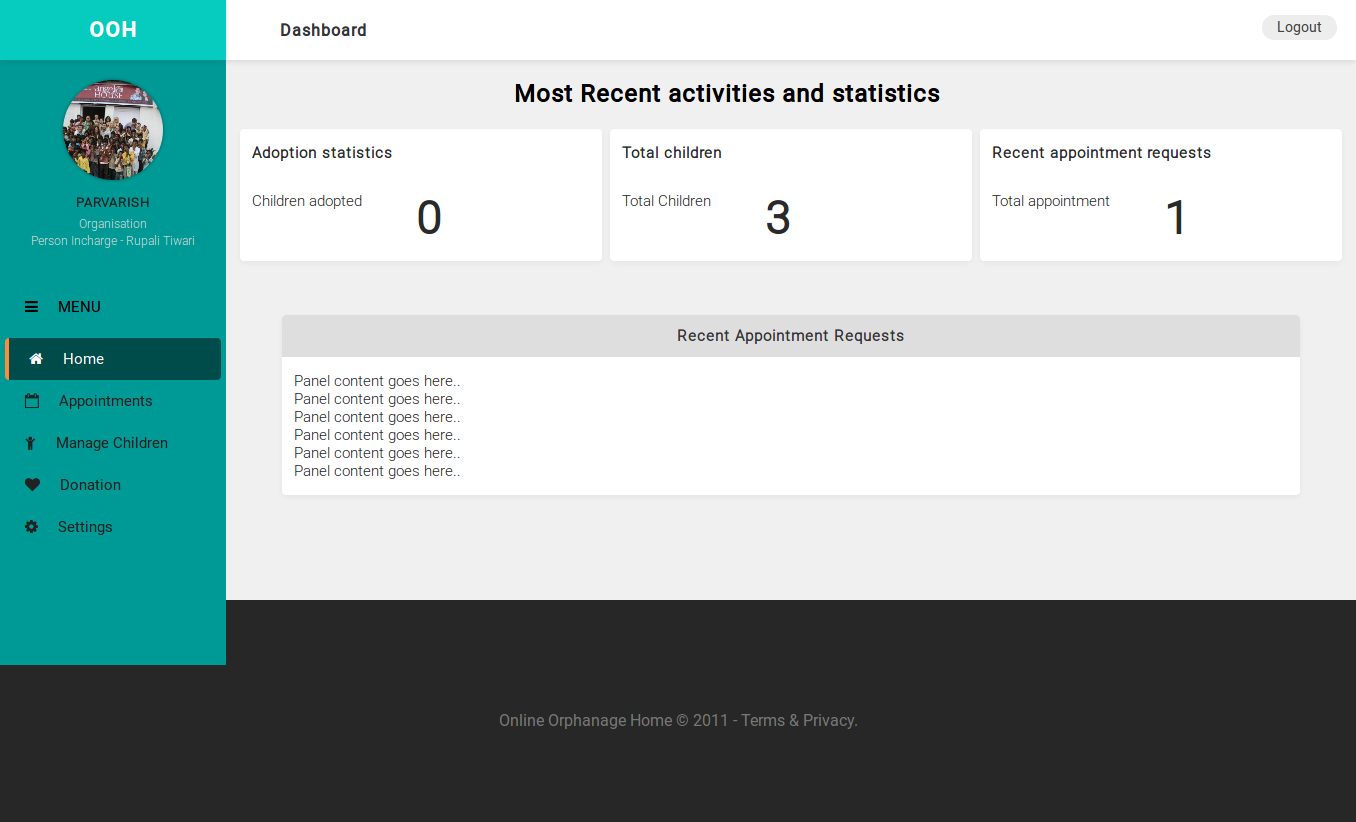 OOH
Dashboard
Logout
angel's
HOUSE
PARVARISH
Organisation
Person Incharge - Rupali Tiwari
MENU
Home
Appointments
Manage Children
Donation
Settings
Most Recent activities and statistics
Adoption statistics
Children adopted 0
Total children
Total Children 3
Recent appointment requests
Total appointment 1
Recent Appointment Requests
Panel content goes here..
Panel content goes here..
Panel content goes here..
Panel content goes here..
Panel content goes here..
Panel content goes here..
Online Orphanage Home © 2011 - Terms & Privacy.